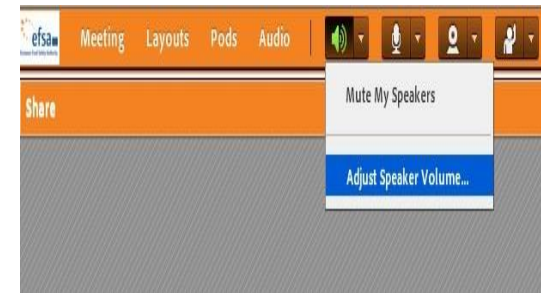 efsa
Meeting Layouts Pods Audio
Share
Mute My Speakers
Adjust Speaker Volume...